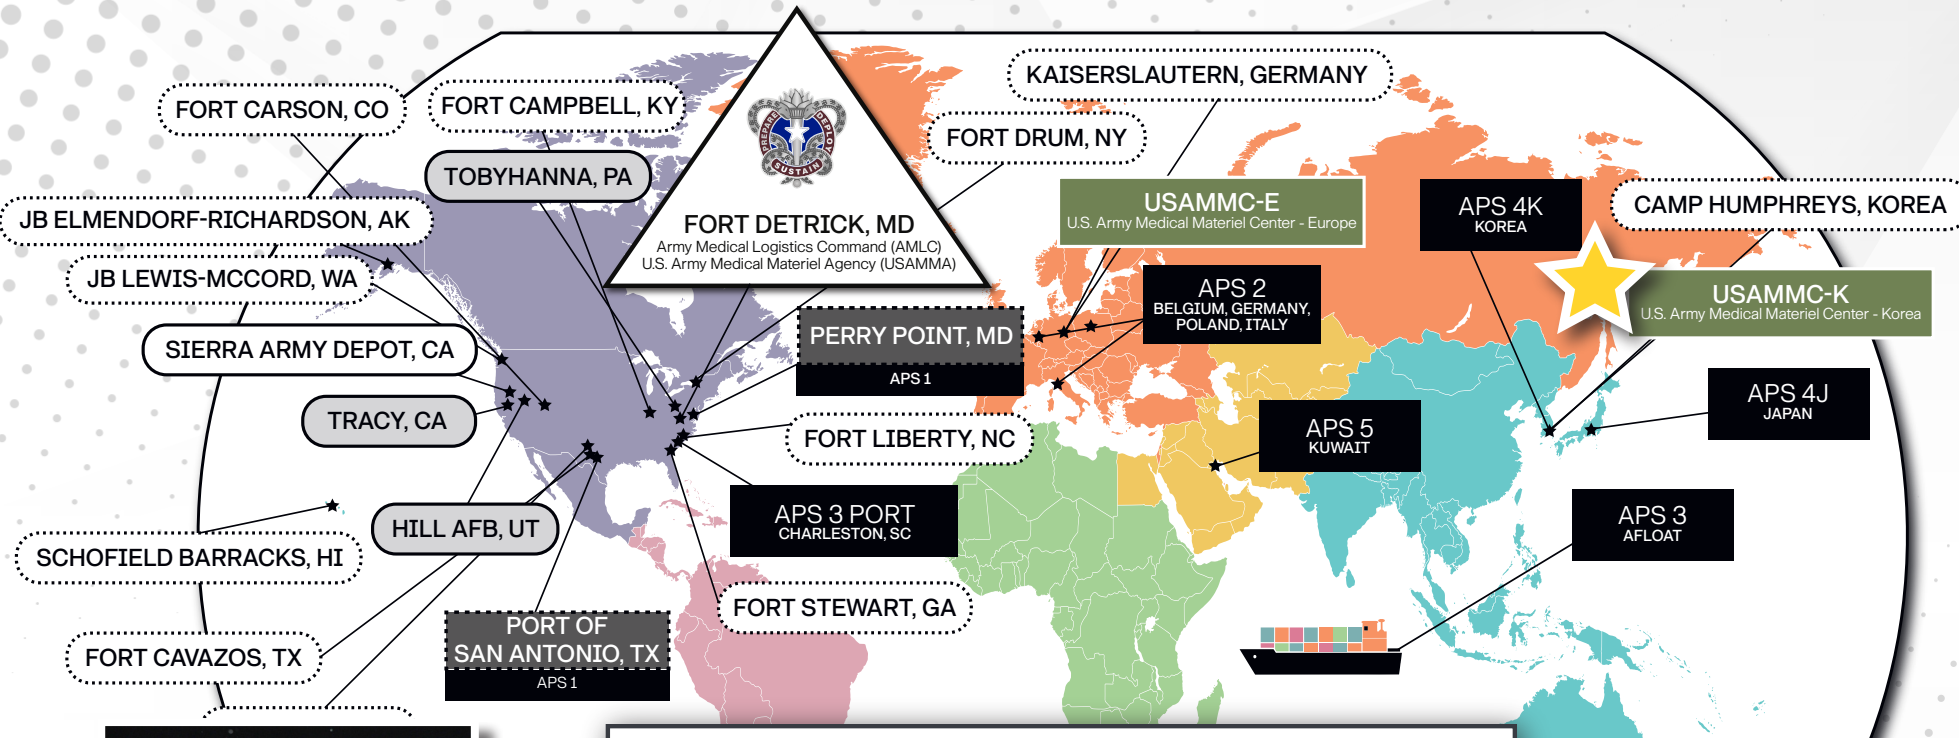 FORT CARSON, CO
FORT CAMPBELL, KY
KAISERSLAUTERN, GERMANY
FORT DRUM, NY
TOBYHANNA, PA
PREPARE
DEPLOY
SUSTAIN
FORT DETRICK, MD
Army Medical Logistics Command (AMLC)
U.S. Army Medical Materiel Agency (USAMMA)
USAMMC-E
U.S. Army Medical Materiel Center - Europe
APS 4K
KOREA
CAMP HUMPHREYS, KOREA
JB ELMENDORF-RICHARDSON, AK
JB LEWIS-MCCORD, WA
APS 2
BELGIUM, GERMANY,
POLAND, ITALY
USAMMC-K
U.S. Army Medical Materiel Center - Korea
SIERRA ARMY DEPOT, CA
PERRY POINT, MD
APS 1
TRACY, CA
FORT LIBERTY, NC
APS 5
KUWAIT
APS 4J
JAPAN
HILL AFB, UT
APS 3 PORT
CHARLESTON, SC
APS 3
AFLOAT
SCHOFIELD BARRACKS, HI
FORT STEWART, GA
FORT CAVAZOS, TX
PORT OF
SAN ANTONIO, TX
APS 1